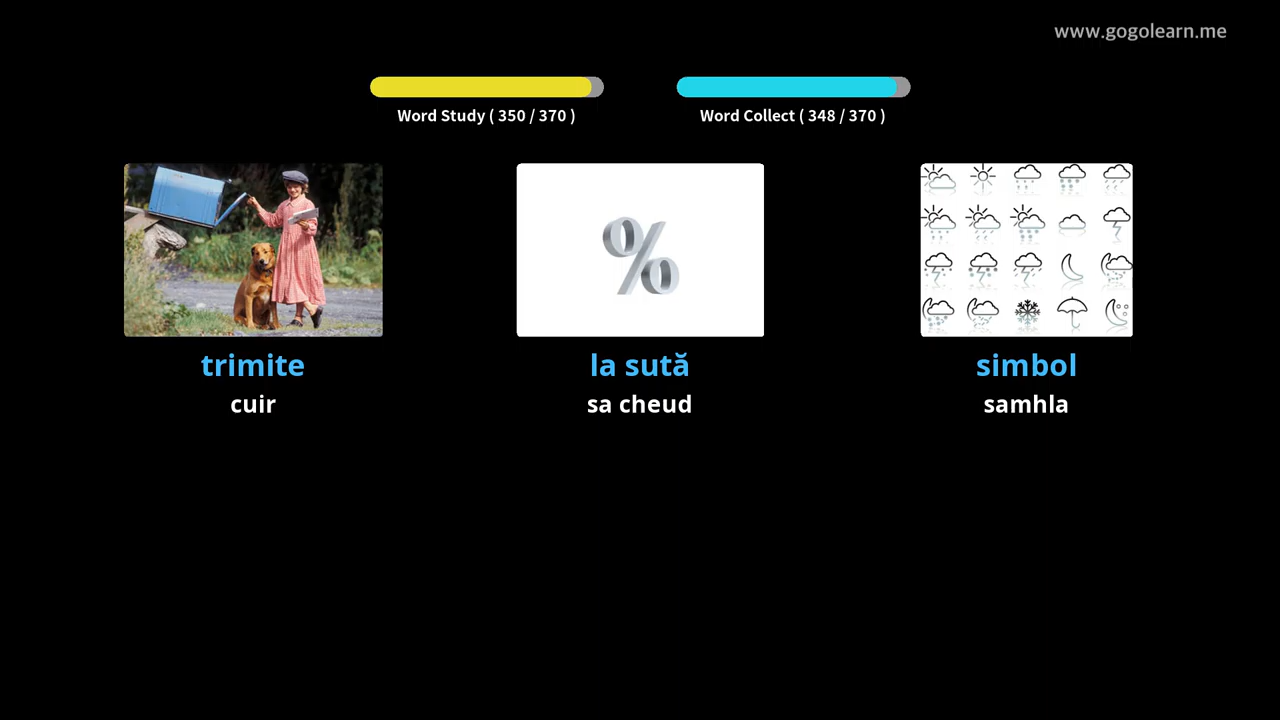 www.gogolearn.me
Word Study ( 350 / 370 )
Word Collect ( 348 / 370 )
%
trimite
la sută
simbol
cuir
sa cheud
samhla